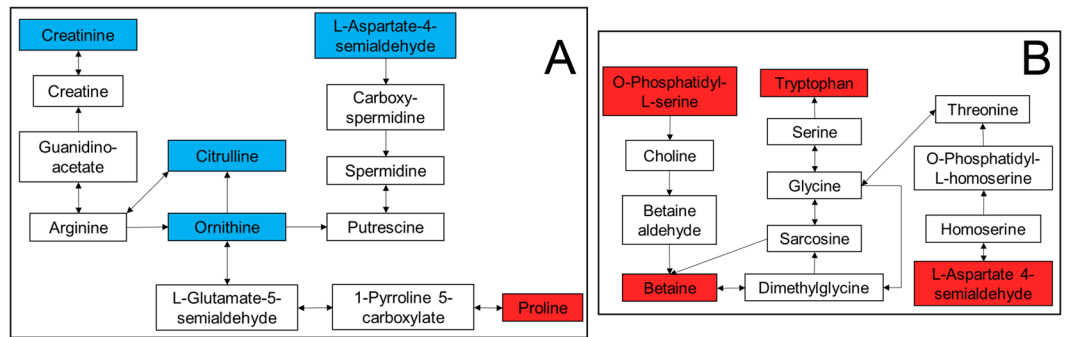 Creatinine
L-Aspartate-4-
semialdehyde
A
Creatine
Carboxy-
spermidine
Guanidino-
acetate
Citrulline
Spermidine
Arginine
Ornithine
Putrescine
L-Glutamate-5-
semialdehyde
1-Pyrroline 5-
carboxylate
Proline
B
O-Phosphatidyl-
L-serine
Tryptophan
Threonine
Serine
Choline
O-Phosphatidyl-
L-homoserine
Glycine
Betaine
aldehyde
Homoserine
Sarcosine
Betaine
Dimethylglycine
L-Aspartate 4-
semialdehyde